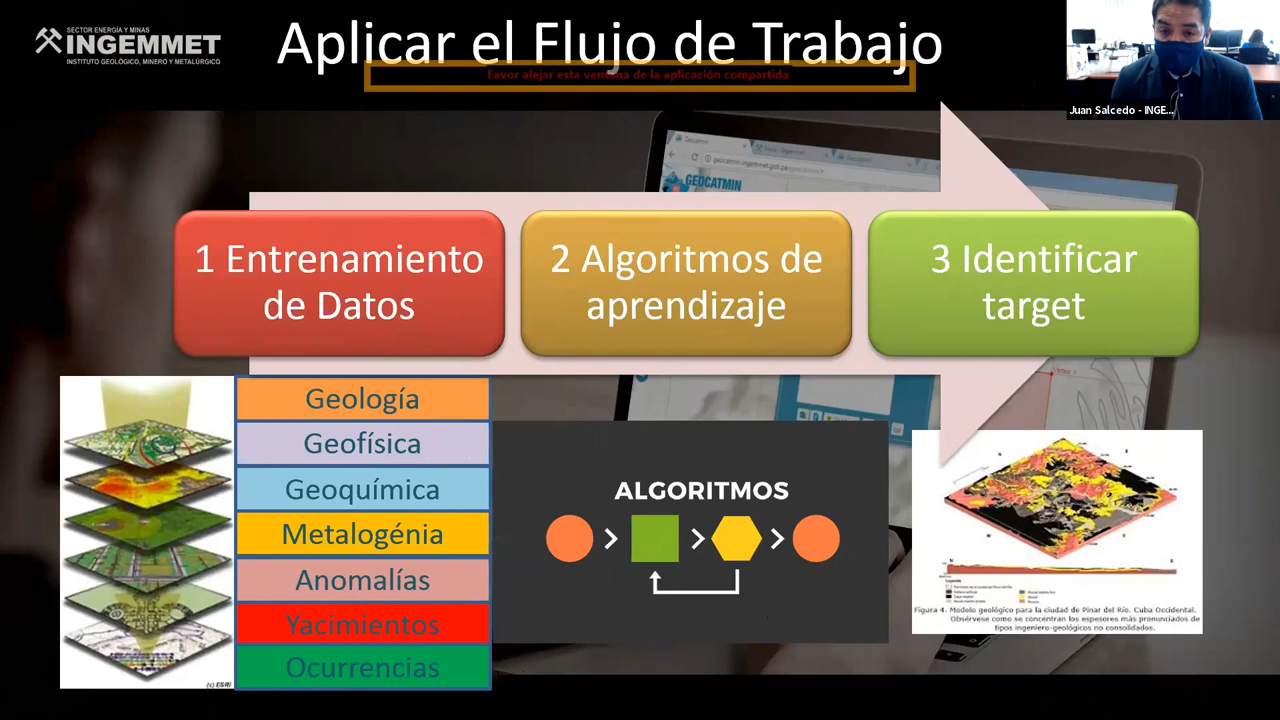 SECTOR ENERGÍA Y MINAS
INGEMMET
INSTITUTO GEOLÓGICO, MINERO Y METALÚRGICO
Aplicar el Flujo de Trabajo
Favor alejar esta ventana de la aplicación compartida
Juan Salcedo - INGE...
Geocatmin
GEOCATMIN
1 Entrenamiento
de Datos
2 Algoritmos de
aprendizaje
3 Identificar
target
Geología
Geofísica
Geoquímica
Metalogénia
Anomalías
Yacimientos
Ocurrencias
(c) ESRI
ALGORITMOS
Figura 4. Modelo geológico para la ciudad de Pinar del Río. Cuba Occidental.
Obsérvese como se concentran los espesores más pronunciados de
tipos ingeniero-geológicos no consolidados.